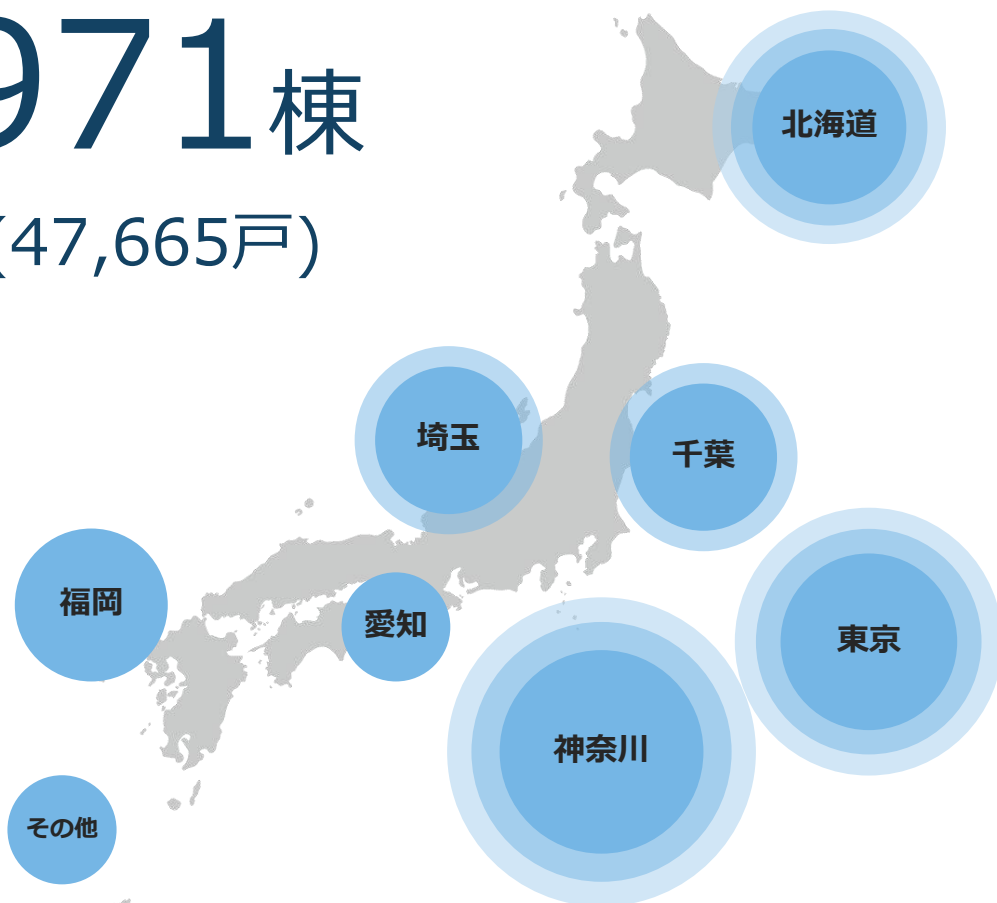 971棟
(47,665戸)
北海道
埼玉
千葉
福岡
愛知
東京
神奈川
その他